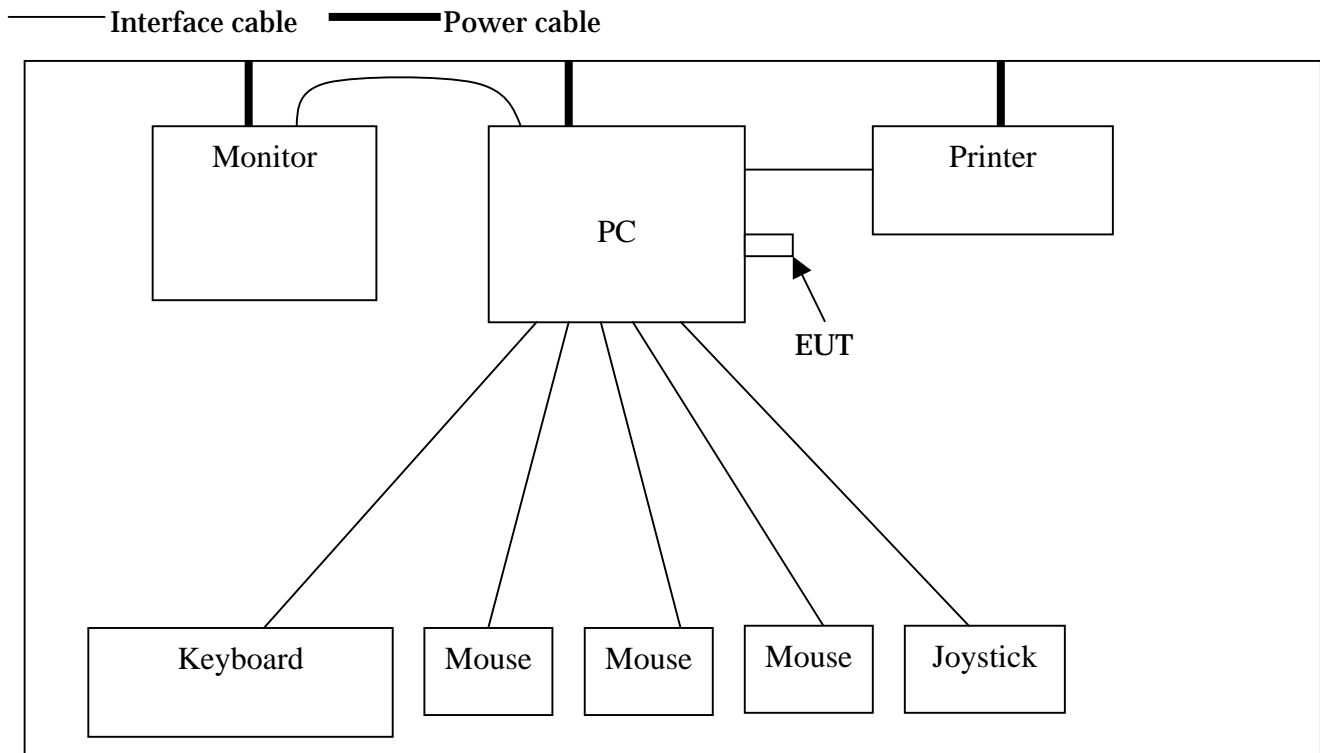 Interface cable Power cable
Monitor
PC
Printer
EUT
Keyboard
Mouse
Mouse
Mouse
Joystick